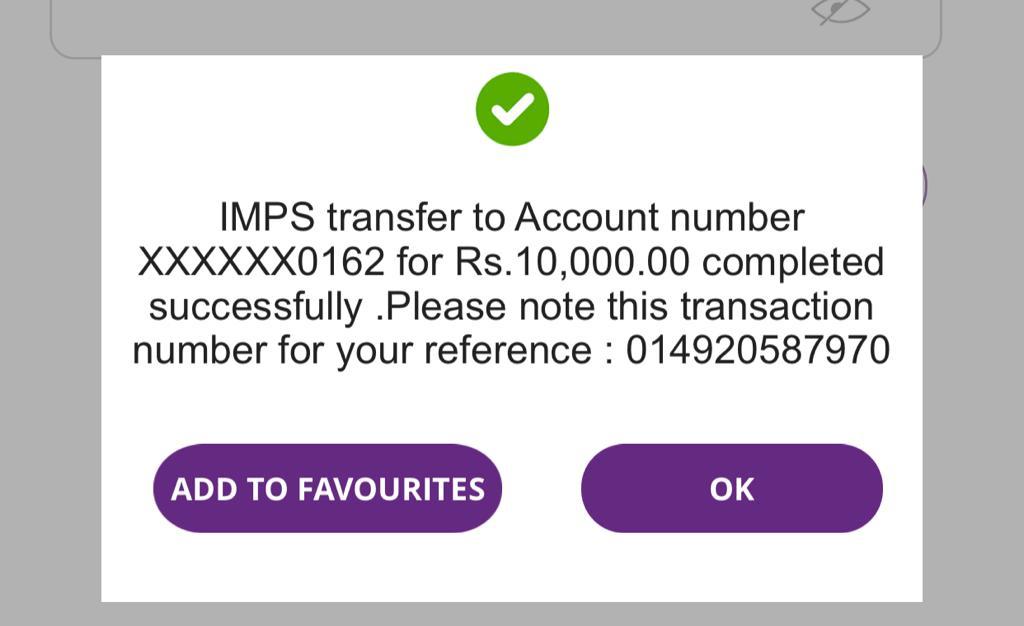 IMPS transfer to Account number
XXXXXX0162 for Rs.10,000.00 completed
successfully .Please note this transaction
number for your reference : 014920587970
ADD TO FAVOURITES
OK